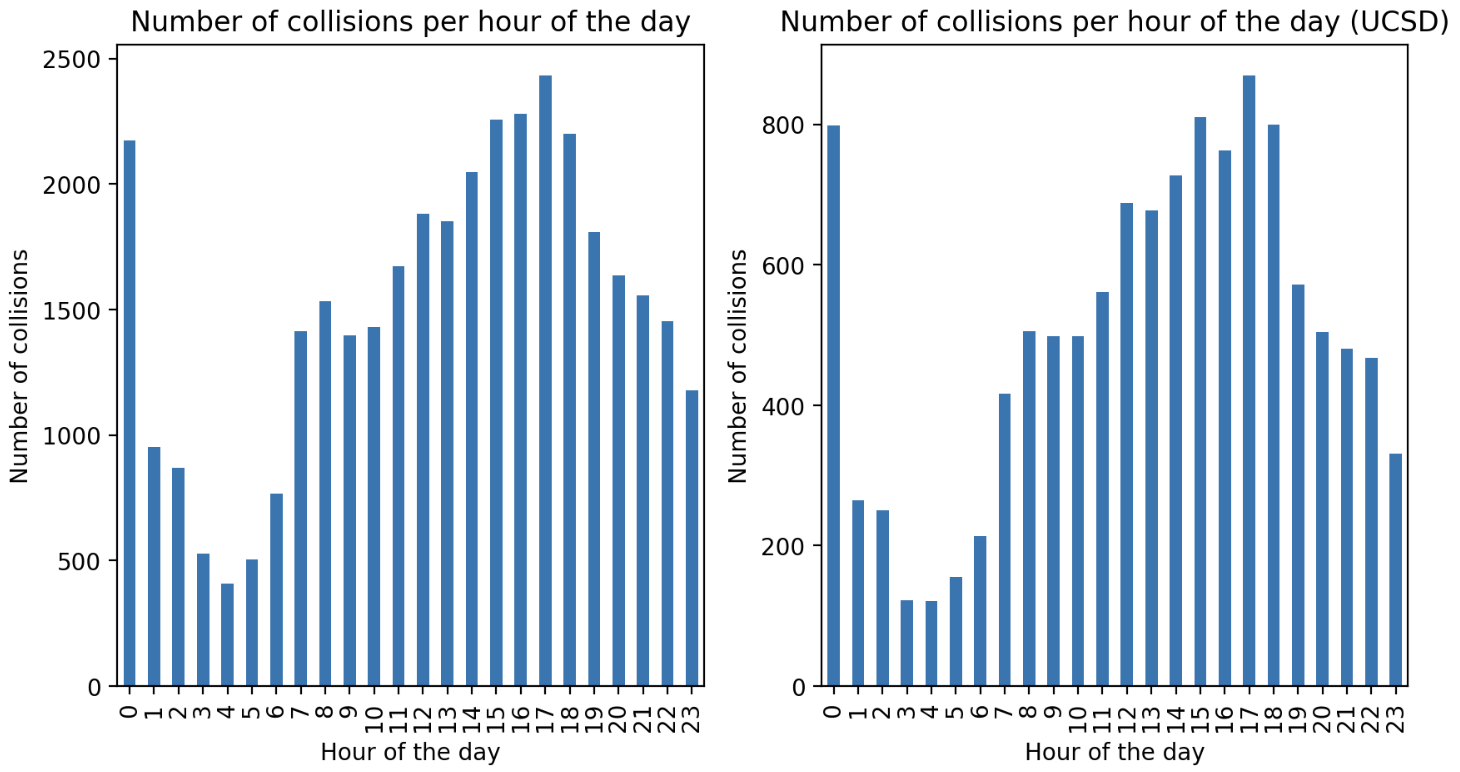 Number of collisions per hour of the day
Number of collisions
2500
2000
1500
1000
500
0
0 1 2 3 4 5 6 7 8 9 10 11 12 13 14 15 16 17 18 19 20 21 22 23
Hour of the day
Number of collisions per hour of the day (UCSD)
Number of collisions
800
600
400
200
0
0 1 2 3 4 5 6 7 8 9 10 11 12 13 14 15 16 17 18 19 20 21 22 23
Hour of the day